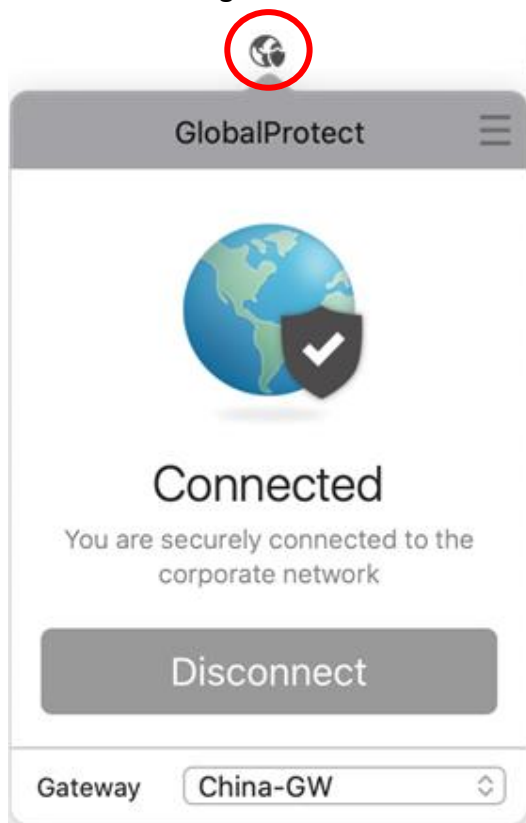 GlobalProtect
Connected
You are securely connected to the
corporate network
Disconnect
Gateway China-GW